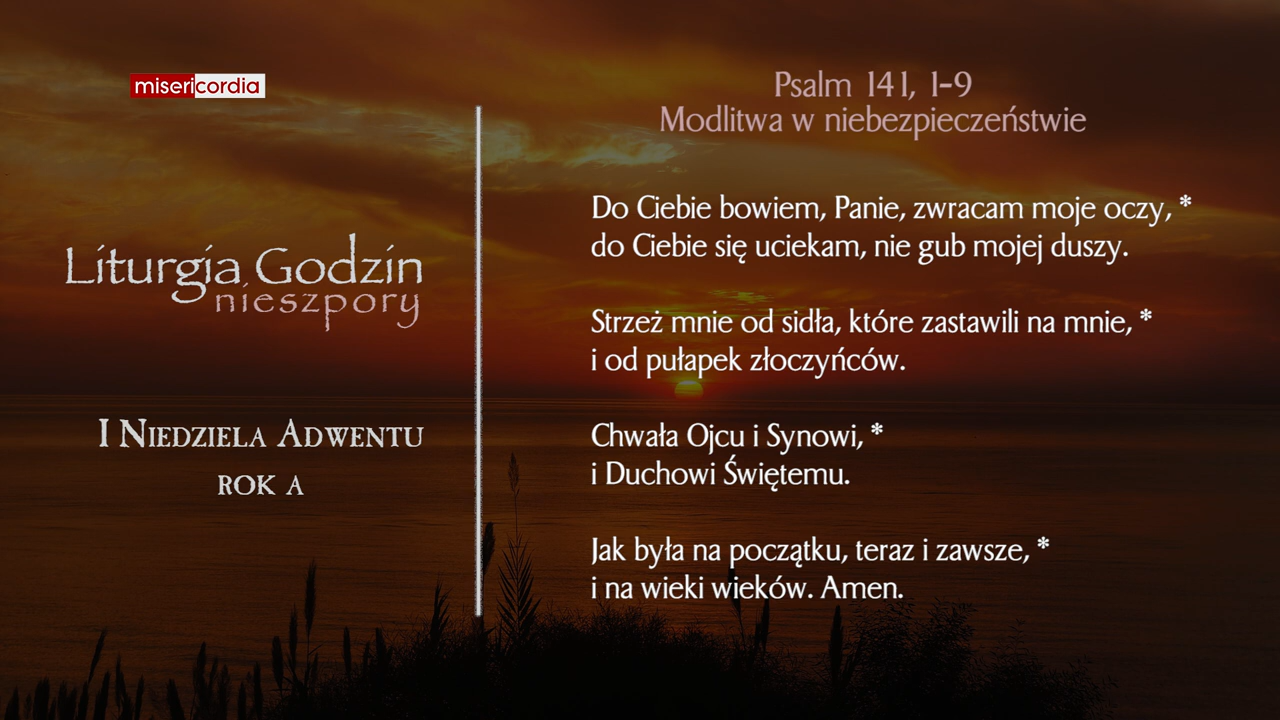 misericordia
Liturgia Godzin
nieszpory
I Niedziela Adwentu
rok A
Psalm 141, 1-9
Modlitwa w niebezpieczeństwie
Do Ciebie bowiem, Panie, zwracam moje oczy, *
do Ciebie się uciekam, nie gub mojej duszy.
Strzeż mnie od sidła, które zastawili na mnie, *
i od pułapek złoczyńców.
Chwała Ojcu i Synowi, *
i Duchowi Świętemu.
Jak była na początku, teraz i zawsze, *
i na wieki wieków. Amen.